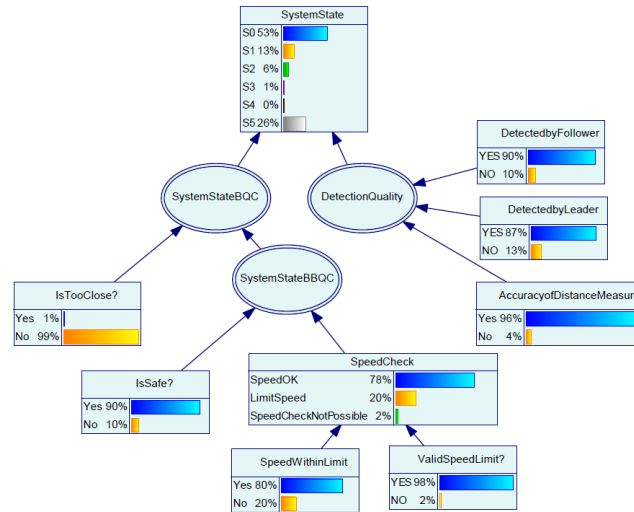 SystemState
S0 53%
S1 13%
S2 6%
S3 1%
S4 0%
S5 26%
DetectedbyFollower
YES 90%
NO 10%
SystemStateBQC
DetectionQuality
DetectedbyLeader
YES 87%
NO 13%
SystemStateBBQC
IsTooClose?
Yes 1%
No 99%
AccuracyofDistanceMeasur
Yes 96%
No 4%
IsSafe?
Yes 90%
No 10%
SpeedCheck
SpeedOK 78%
LimitSpeed 20%
SpeedCheckNotPossible 2%
SpeedWithinLimit
Yes 80%
No 20%
ValidSpeedLimit?
YES 98%
NO 2%